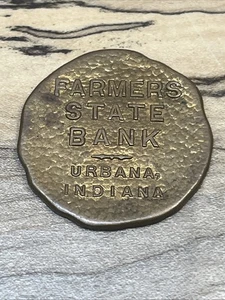 FARMERS
STATE
BANK
URBANA,
INDIANA